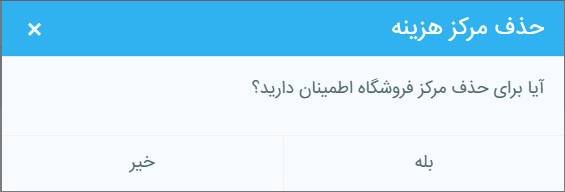 حذف مرکز هزینه
×
آیا برای حذف مرکز فروشگاه اطمینان دارید؟
بله
خیر